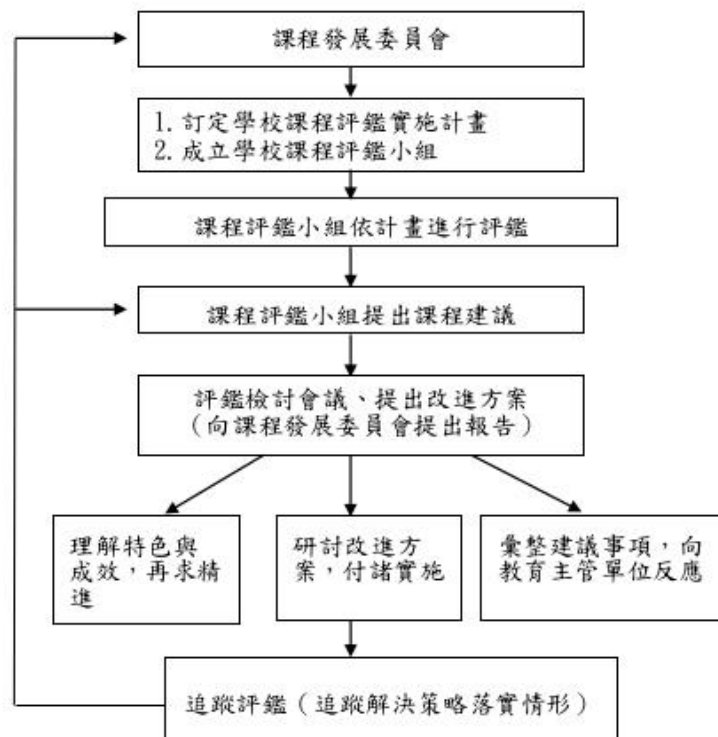 課程發展委員會
1. 訂定學校課程評鑑實施計畫
2. 成立學校課程評鑑小組
課程評鑑小組依計畫進行評鑑
課程評鑑小組提出課程建議
評鑑檢討會議、提出改進方案
（向課程發展委員會提出報告）
理解特色與
成效，再求精
進
研討改進方
案，付諸實施
彙整建議事項，向
教育主管單位反應
追蹤評鑑（追蹤解決策略落實情形）